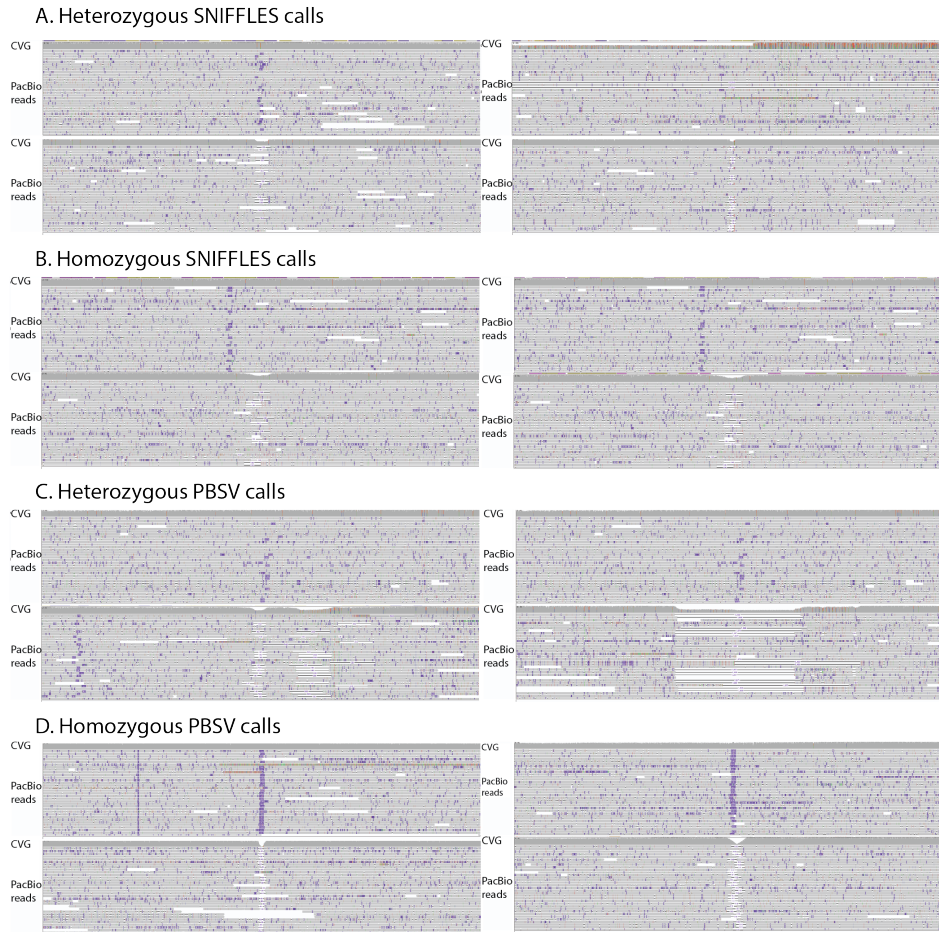 A. Heterozygous SNIFFLES calls
CVG
PacBio
reads
CVG
PacBio
reads
CVG
PacBio
reads
CVG
PacBio
reads
B. Homozygous SNIFFLES calls
CVG
PacBio
reads
CVG
PacBio
reads
CVG
PacBio
reads
CVG
PacBio
reads
C. Heterozygous PBSV calls
CVG
PacBio
reads
CVG
PacBio
reads
CVG
PacBio
reads
CVG
PacBio
reads
D. Homozygous PBSV calls
CVG
PacBio
reads
CVG
PacBio
reads
CVG
PacBio
reads
CVG
PacBio
reads